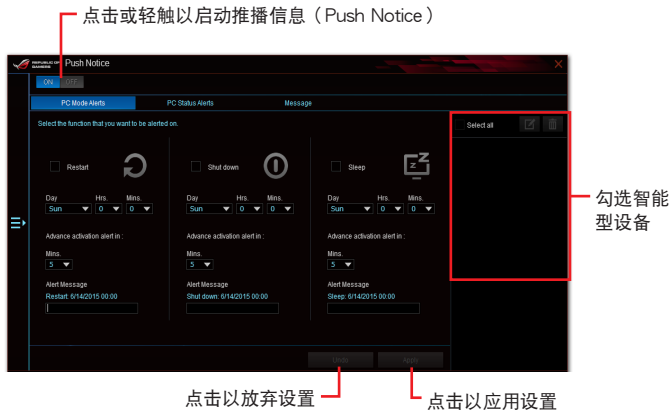 点击或轻触以启动推播信息（Push Notice）
REPUBLIC OF GAMERS Push Notice
ON OFF
PC Mode Alerts PC Status Alerts Message
Select the function that you want to be alerted on.
Select all
Restart Shut down Sleep
Day Hrs. Mins. Day Hrs. Mins. Day Hrs. Mins.
Sun 0 0 Sun 0 0 Sun 0 0
勾选智能
型设备
Advance activation alert in : Advance activation alert in : Advance activation alert in :
Mins. Mins. Mins.
5 5 5
Alert Message Alert Message Alert Message
Restart: 6/14/2015 00:00 Shut down: 6/14/2015 00:00 Sleep: 6/14/2015 00:00
Undo Apply
点击以放弃设置 点击以应用设置